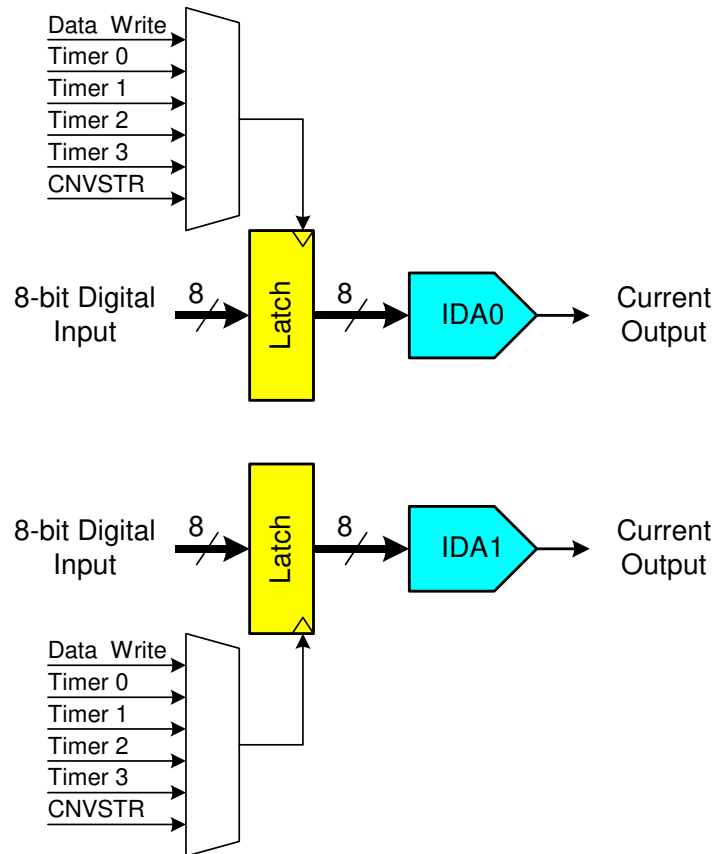 Data Write
Timer 0
Timer 1
Timer 2
Timer 3
CNVSTR
8-bit Digital
Input
8
Latch
8
IDA0
Current
Output
8-bit Digital
Input
8
Latch
8
IDA1
Current
Output
Data Write
Timer 0
Timer 1
Timer 2
Timer 3
CNVSTR